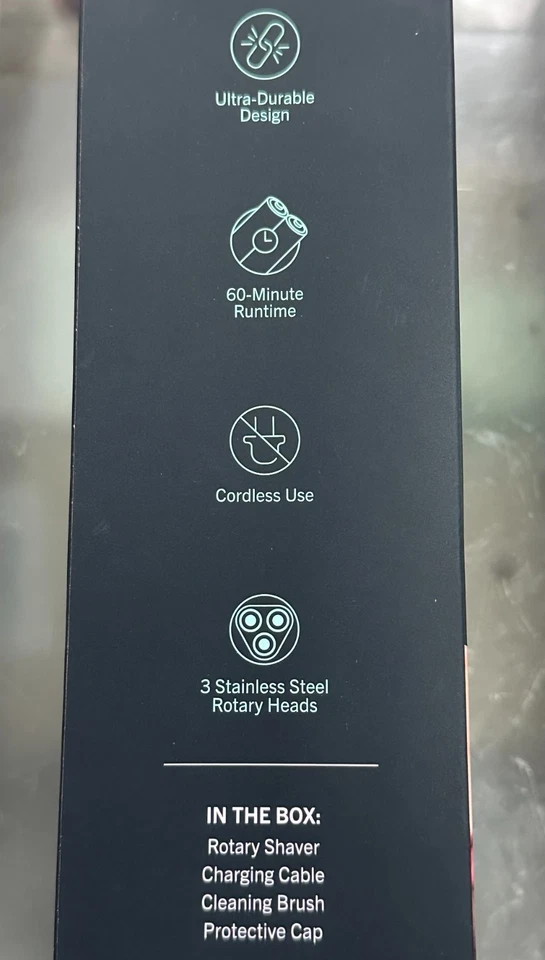 Ultra-Durable
Design
60-Minute
Runtime
Cordless Use
3 Stainless Steel
Rotary Heads
IN THE BOX:
Rotary Shaver
Charging Cable
Cleaning Brush
Protective Cap